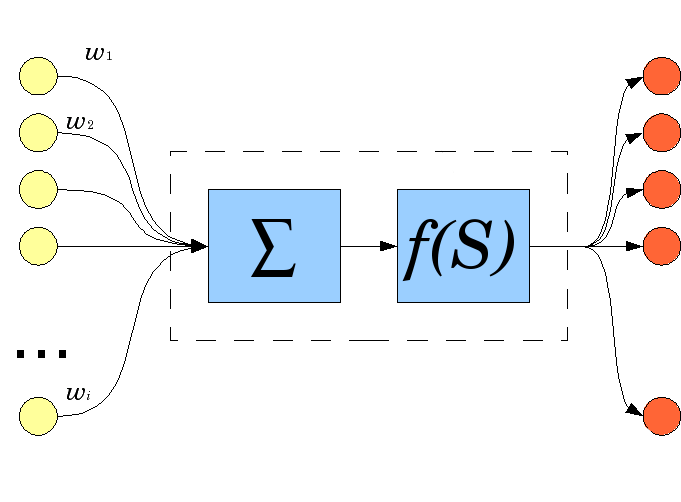 w₁
w₂
∑
f(S)
...
wᵢ